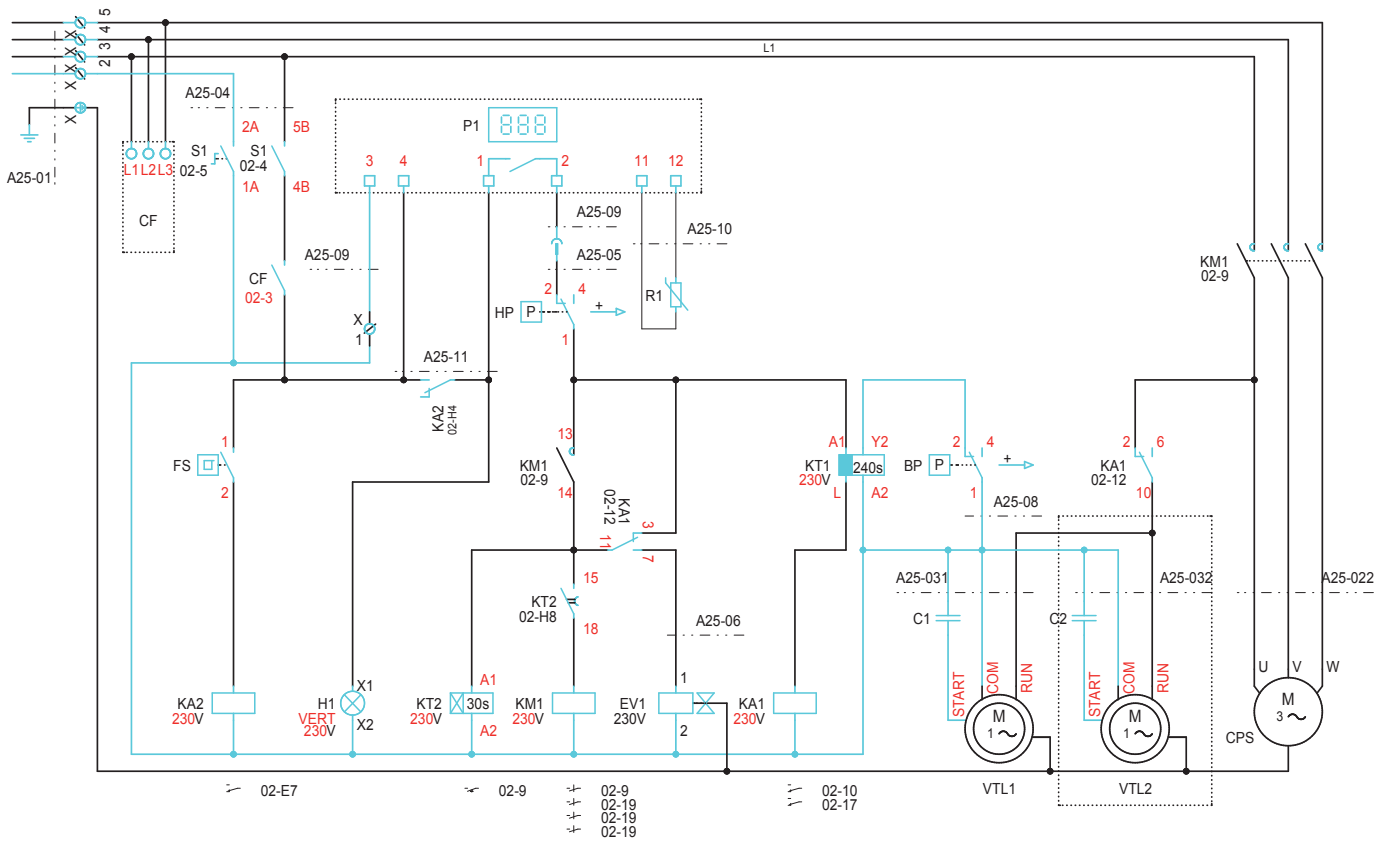 5
4
3
2
X
X
X
X
X
L1
A25-01
A25-04
2A
5B
S1
02-5
S1
02-4
1A
4B
L1 L2 L3
CF
P1
3
4
1
2
11
12
A25-09
A25-09
A25-05
A25-10
CF
02-3
X
1
2
4
HP
P
+
1
R1
KM1
02-9
A25-11
KA2
02-H4
1
FS
2
13
KM1
02-9
14
KA1
02-12
3
11
7
A1
Y2
KT1
230V
240s
L
A2
2
4
BP
P
+
1
A25-08
2
6
KA1
02-12
10
15
KT2
02-H8
18
A25-06
A25-031
A25-032
A25-022
C1
C2
START
COM
RUN
START
COM
RUN
U
V
W
KA2
230V
H1
VERT
230V
X1
X2
A1
KT2
230V
30s
A2
KM1
230V
1
EV1
230V
2
KA1
230V
M
1
M
1
M
3
CPS
VTL1
VTL2
02-E7
02-9
02-9
02-19
02-19
02-19
02-10
02-17